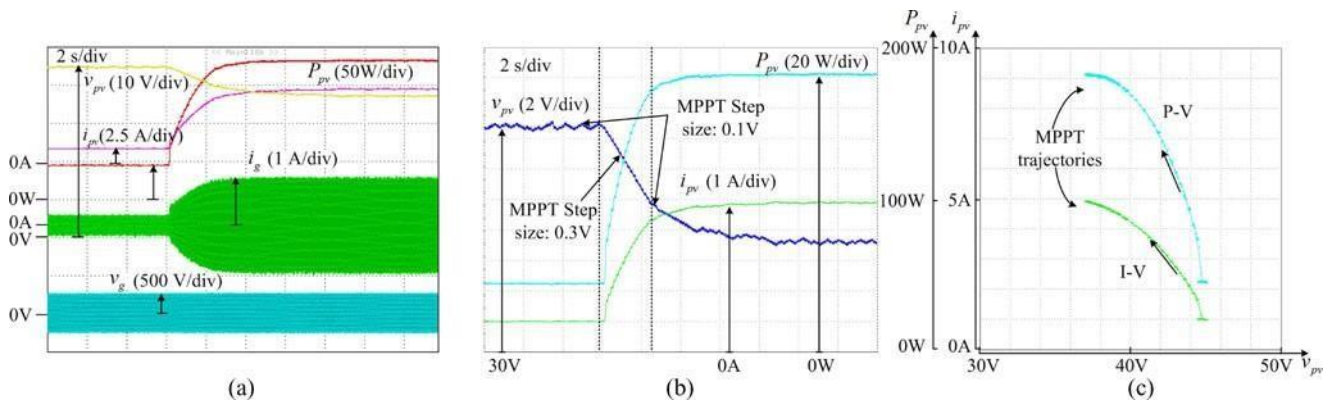 2 s/div
v_pv (10 V/div)
P_pv (50W/div)
i_pv (2.5 A/div)
0A
i_g (1 A/div)
0W
0A
0V
v_g (500 V/div)
0V
(a)
2 s/div
P_pv (20 W/div)
v_pv (2 V/div)
MPPT Step
size: 0.1V
i_pv (1 A/div)
MPPT Step
size: 0.3V
30V
0A
0W
(b)
P_pv
i_pv
200W
10A
P-V
MPPT
trajectories
100W
5A
I-V
0W
0A
30V
40V
50V
v_pv
(c)